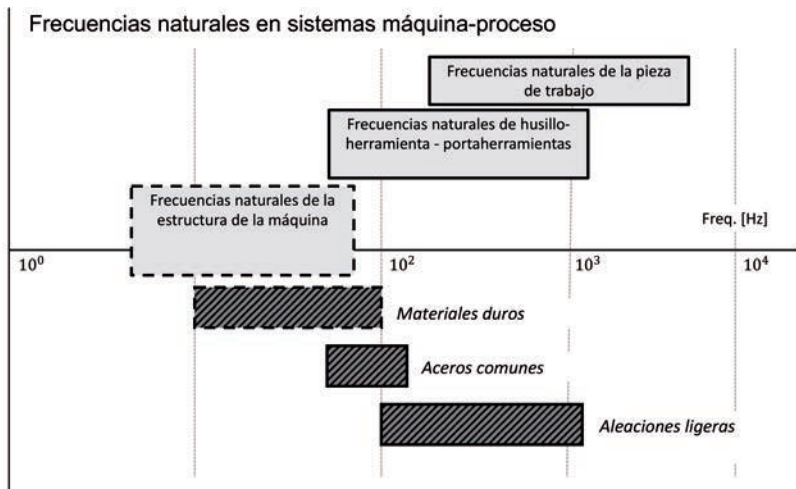 Frecuencias naturales en sistemas máquina-proceso
Frecuencias naturales de la pieza
de trabajo
Frecuencias naturales de husillo-
herramienta - portaherramientas
Frecuencias naturales de la
estructura de la máquina
Freq. [Hz]
10⁰
10²
10³
10⁴
Materiales duros
Aceros comunes
Aleaciones ligeras